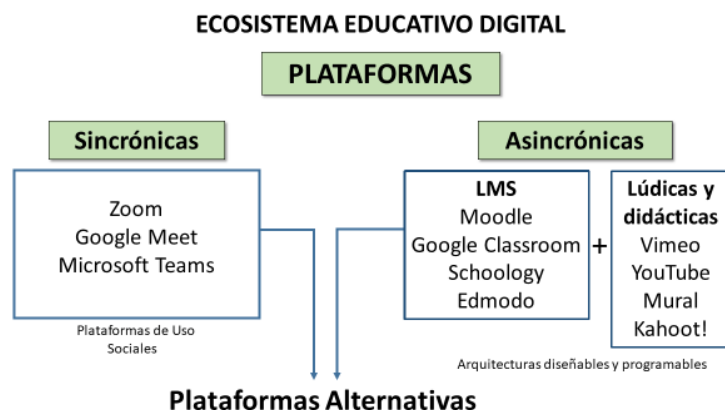 ECOSISTEMA EDUCATIVO DIGITAL
PLATAFORMAS
Sincrónicas
Zoom
Google Meet
Microsoft Teams
Plataformas de Uso
Sociales
Asincrónicas
LMS
Moodle
Google Classroom
Schoology
Edmodo
+
Lúdicas y
didácticas
Vimeo
YouTube
Mural
Kahoot!
Arquitecturas diseñables y programables
Plataformas Alternativas